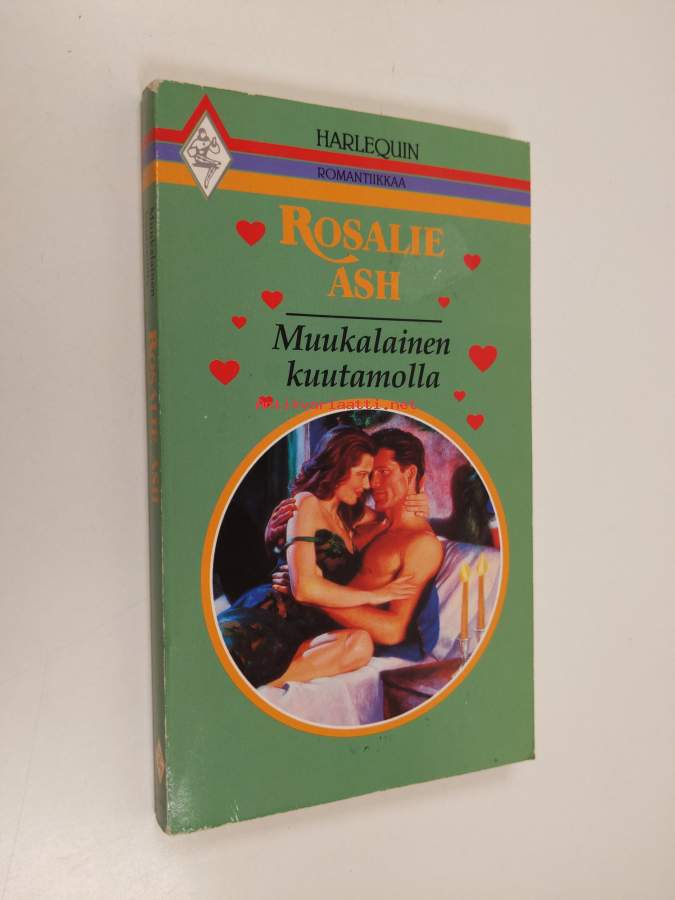 HARLEQUIN
ROMANTIIKKAA
ROSALIE
ASH
Muukalainen
kuutamolla
antikvariaatti.net
Muukalainen
ROSALIE ASH